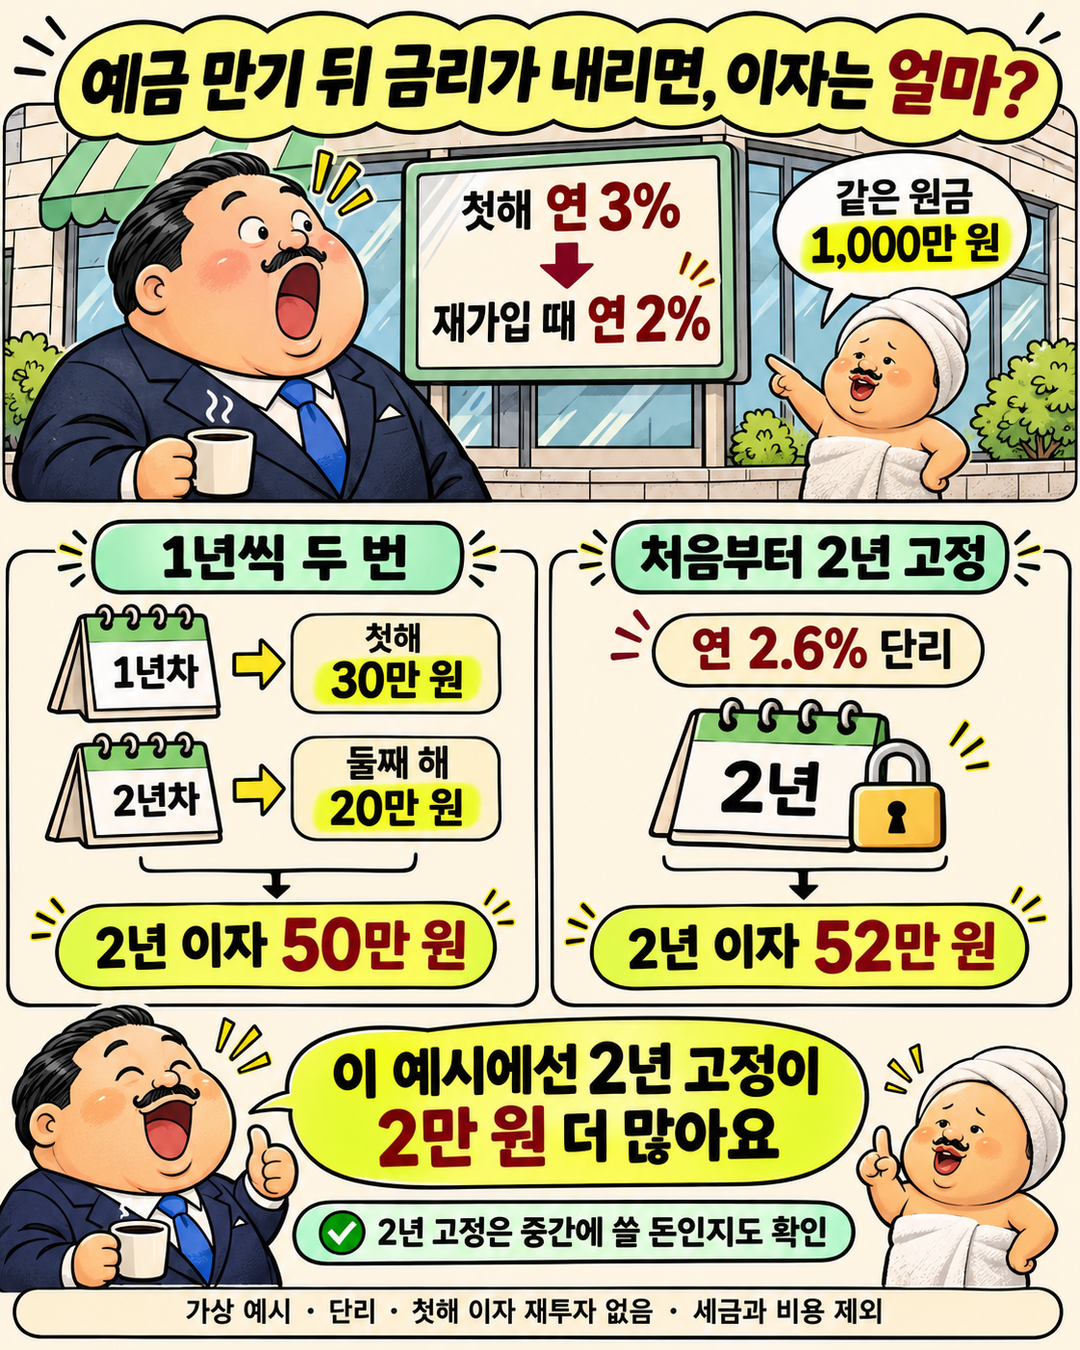 예금 만기 뒤 금리가 내리면, 이자는 얼마?
첫해 연 3%
재가입 때 연 2%
같은 원금
1,000만 원
1년씩 두 번
1년차
첫해
30만 원
2년차
둘째 해
20만 원
2년 이자 50만 원
처음부터 2년 고정
연 2.6% 단리
2년
2년 이자 52만 원
이 예시에선 2년 고정이
2만 원 더 많아요
2년 고정은 중간에 쓸 돈인지도 확인
가상 예시 · 단리 · 첫해 이자 재투자 없음 · 세금과 비용 제외